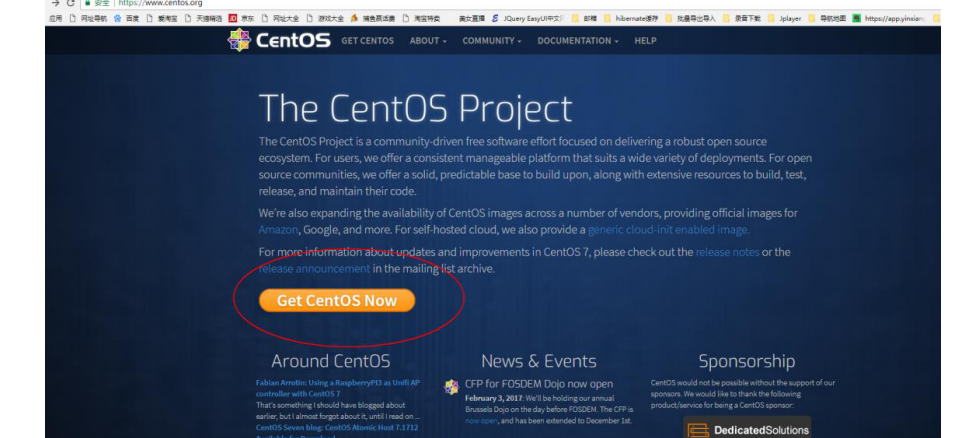 安全 | https://www.centos.org
应用 网址导航 百度 爱淘宝 天猫精选 京东 网址大全 游戏大全 捕鱼赢话费 淘宝特卖 美女直播 JQuery EasyUI中文 邮箱 hibernate缓存 批量导出导入 录音下载 Jplayer 导航地图 https://app.yinxian
CentOS GET CENTOS ABOUT COMMUNITY DOCUMENTATION HELP
The CentOS Project
The CentOS Project is a community-driven free software effort focused on delivering a robust open source
ecosystem. For users, we offer a consistent manageable platform that suits a wide variety of deployments. For open
source communities, we offer a solid, predictable base to build upon, along with extensive resources to build, test,
release, and maintain their code.
We're also expanding the availability of CentOS images across a number of vendors, providing official images for
Amazon, Google, and more. For self-hosted cloud, we also provide a generic cloud-init enabled image.
For more information about updates and improvements in CentOS 7, please check out the release notes or the
release announcement in the mailing list archive.
Get CentOS Now
Around CentOS
Fabian Arrotin: Using a RaspberryPI3 as Unifi AP
controller with CentOS 7
That's something I should have blogged about
earlier, but I almost forgot about it, until I read on ...
CentOS Seven blog: CentOS Atomic Host 7.1712
News & Events
CFP for FOSDEM Dojo now open
February 3, 2017: We'll be holding our annual
Brussels Dojo on the day before FOSDEM. The CFP is
now open, and has been extended to December 1st.
Sponsorship
CentOS would not be possible without the support of our
sponsors. We would like to thank the following
product/service for being a CentOS sponsor:
DedicatedSolutions